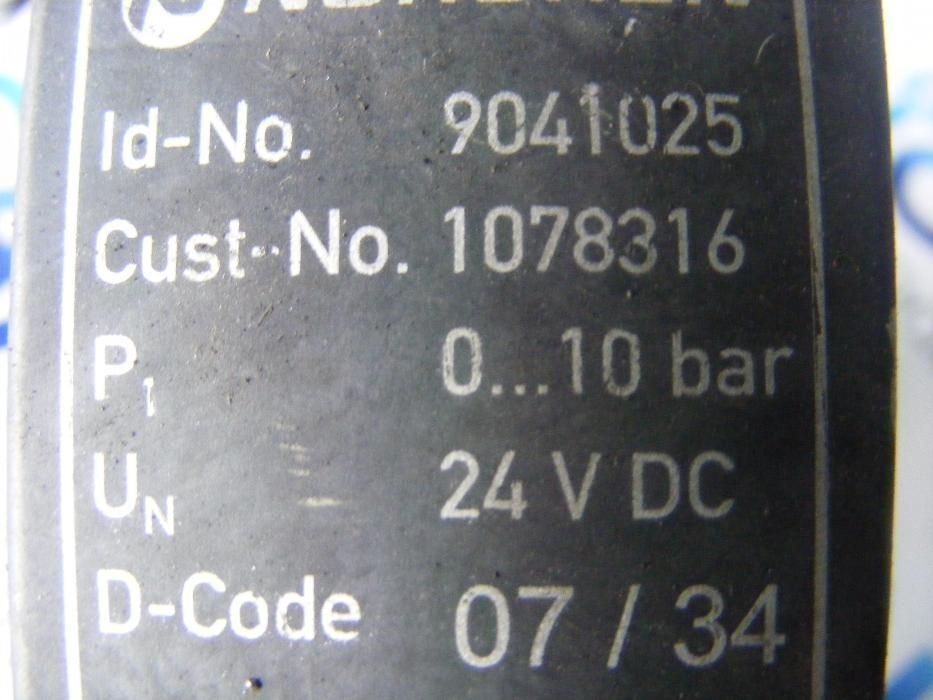 Id-No. 9041025
Cust-No. 1078316
P1 0...10 bar
UN 24 V DC
D-Code 07 / 34